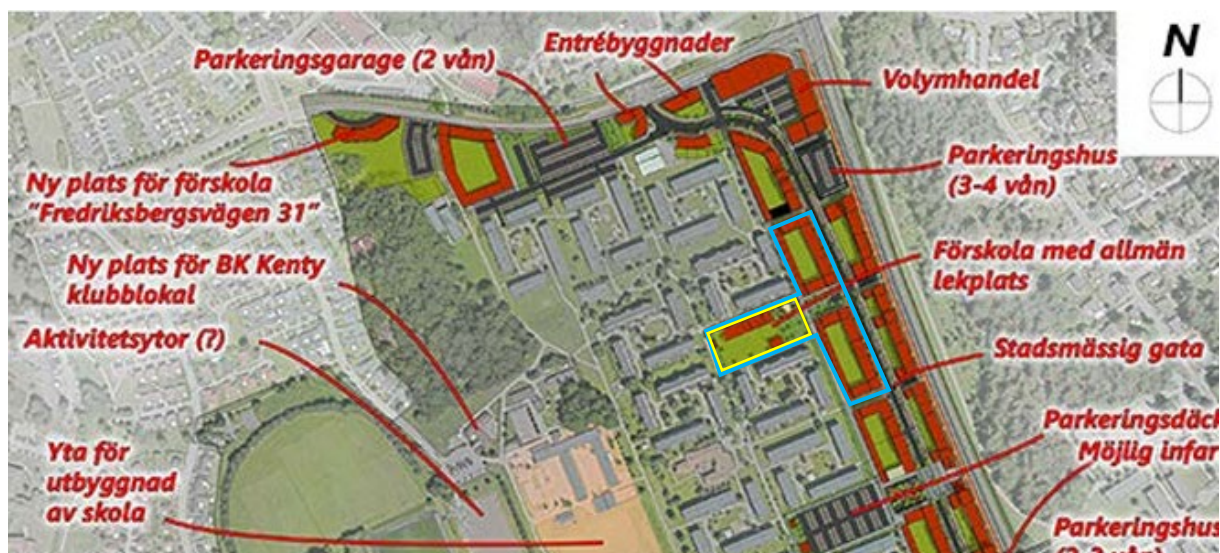 Parkeringsgarage (2 vån)
Entrébyggnader
Volymhandel
N
Ny plats för förskola
"Fredriksbergsvägen 31"
Parkeringshus
(3-4 vån)
Ny plats för BK Kenty
klubblokal
Förskola med allmän
lekplats
Aktivitetsytor (?)
Stadsmässig gata
Yta för
utbyggnad
av skola
Parkeringsdäck
Möjlig infar
Parkeringshus